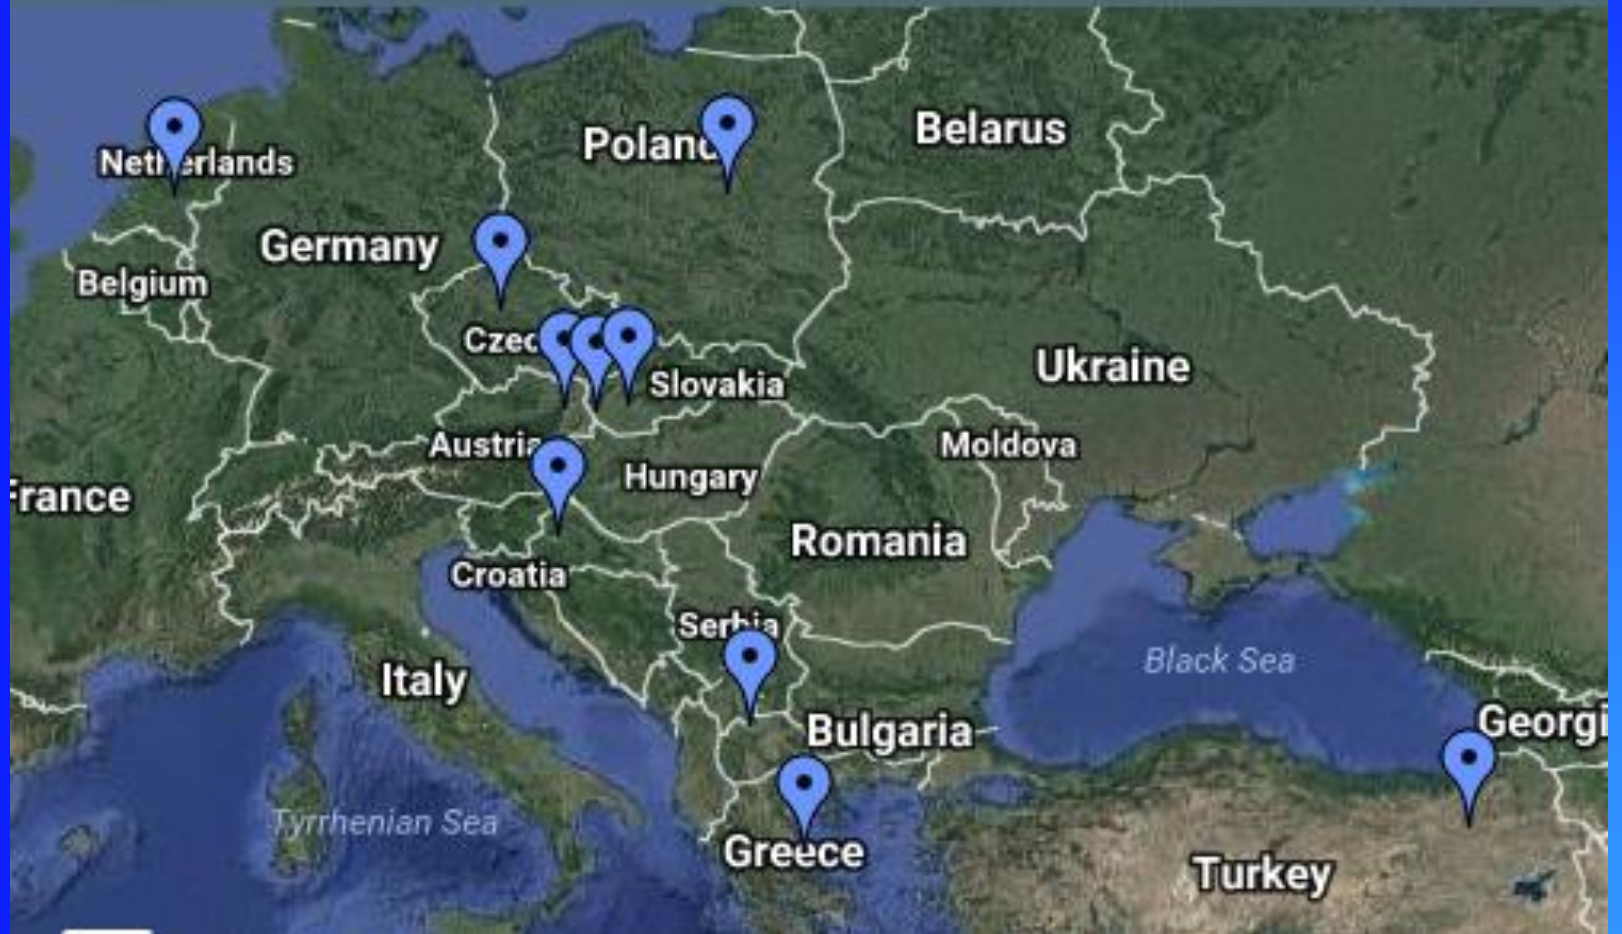 Netherlands
Poland
Belarus
Germany
Belgium
Czec
Slovakia
Ukraine
Austria
Moldova
Hungary
France
Romania
Croatia
Serbia
Black Sea
Italy
Georgi
Bulgaria
Tyrrhenian Sea
Greece
Turkey